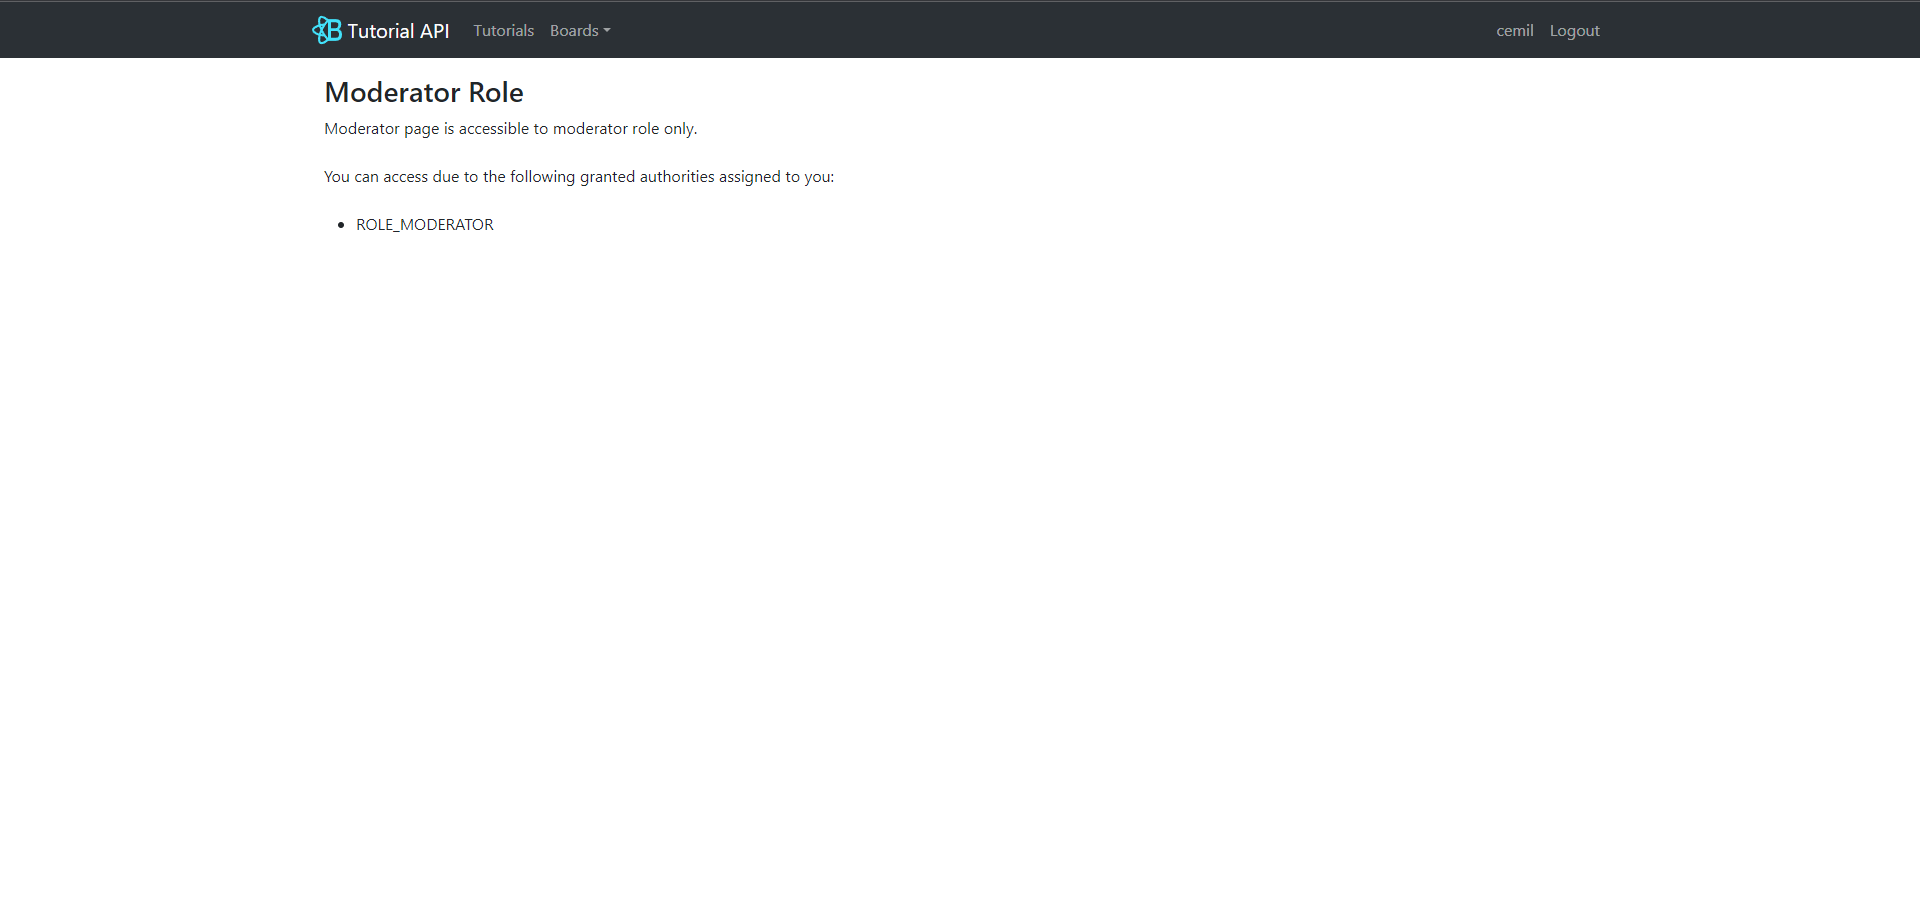 Tutorial API Tutorials Boards cemil Logout
Moderator Role
Moderator page is accessible to moderator role only.
You can access due to the following granted authorities assigned to you:
ROLE_MODERATOR